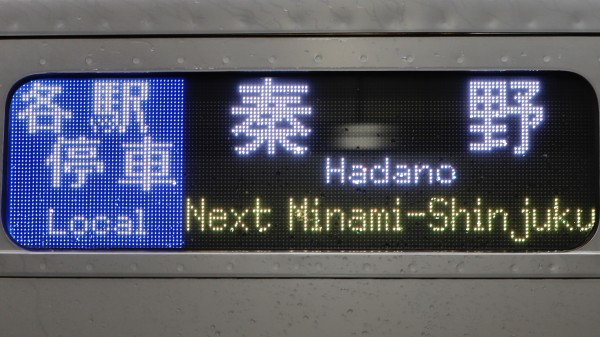 各駅
停車
Local
秦野
Hadano
Next Minami-Shinjuku